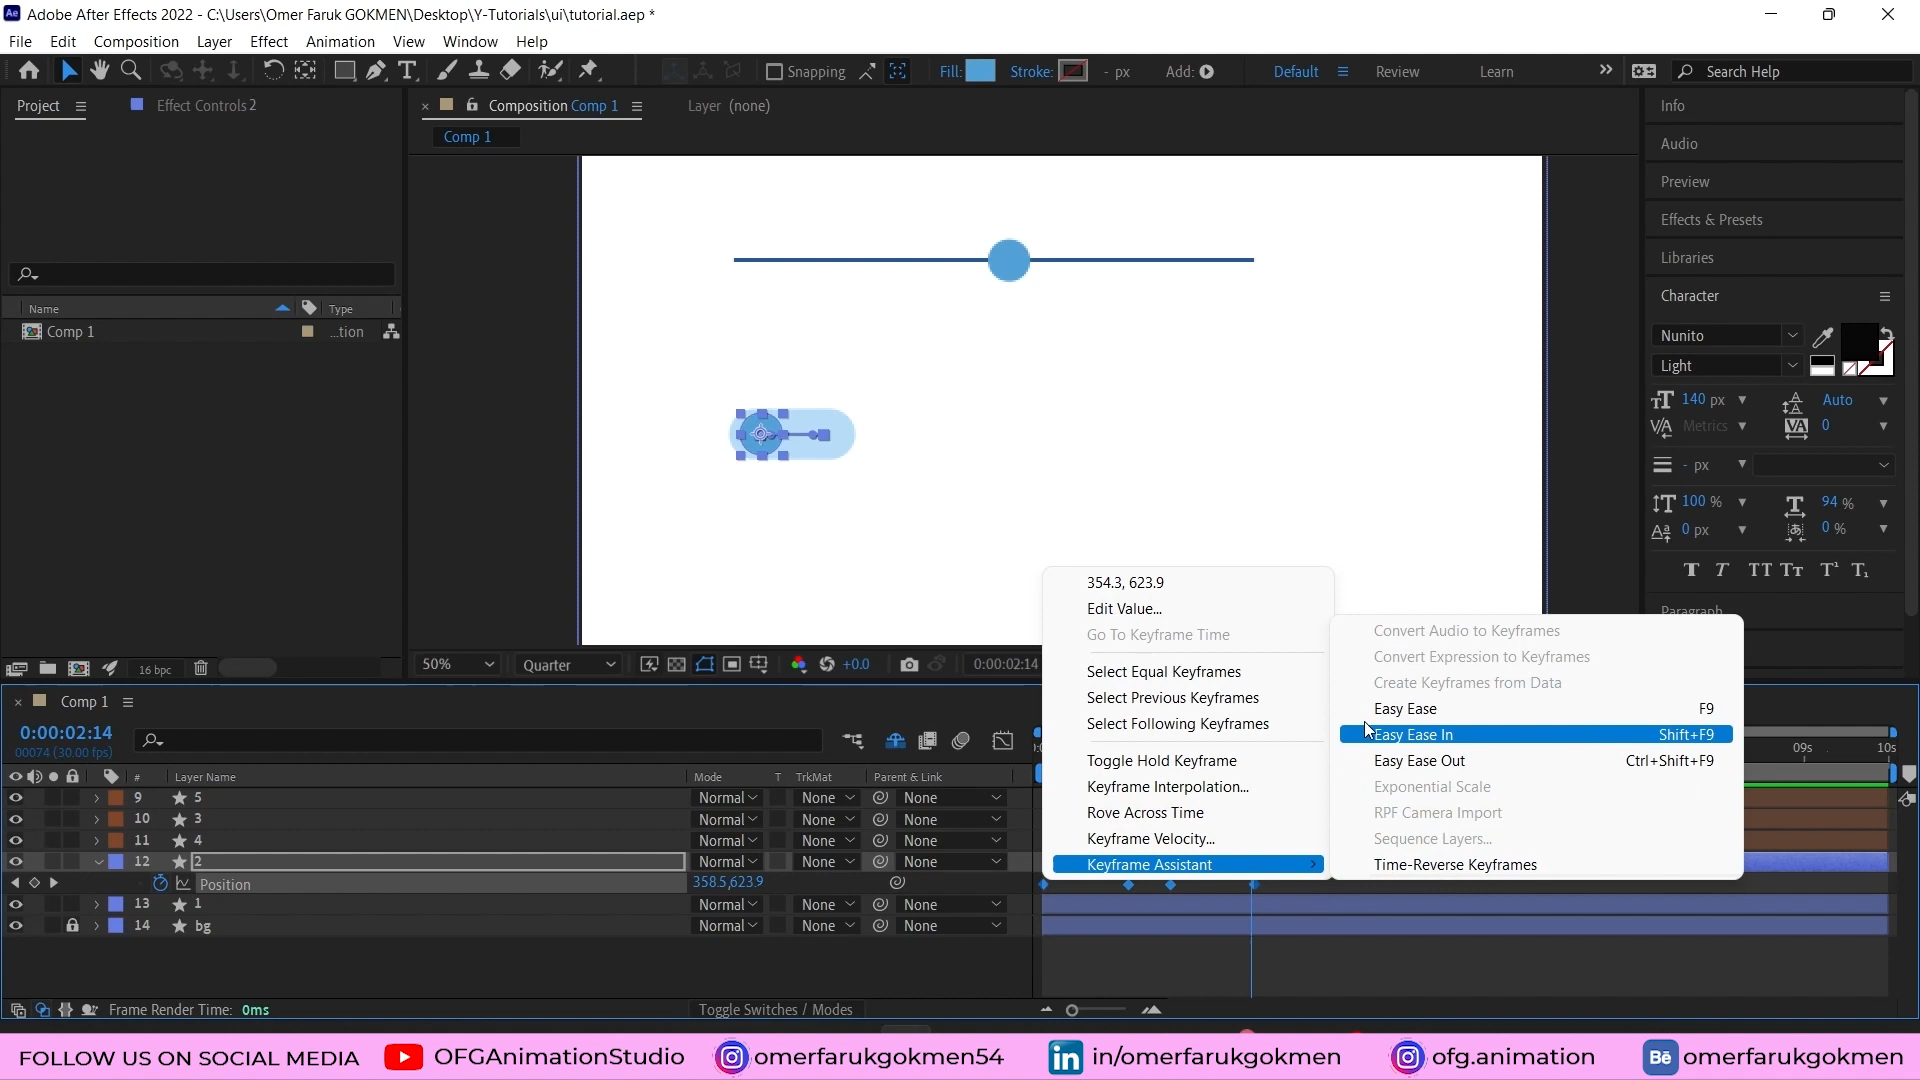 Adobe After Effects 2022 - C:\Users\Omer Faruk GOKMEN\Desktop\Y-Tutorials\ui\tutorial.aep *
File Edit Composition Layer Effect Animation View Window Help
Snapping Fill: Stroke: - px Add: Default Review Learn Search Help
Project Effect Controls 2
Composition Comp 1 Layer (none)
Comp 1
Name Type
Comp 1 ...tion
Info
Audio
Preview
Effects & Presets
Libraries
Character
Nunito
Light
140 px Auto
Metrics 0
- px
100 % 94 %
0 px 0 %
Paragraph
16 bpc
50% Quarter +0.0 0:00:02:14
354.3, 623.9
Edit Value...
Go To Keyframe Time
Select Equal Keyframes
Select Previous Keyframes
Select Following Keyframes
Toggle Hold Keyframe
Keyframe Interpolation...
Rove Across Time
Keyframe Velocity...
Keyframe Assistant
Convert Audio to Keyframes
Convert Expression to Keyframes
Create Keyframes from Data
Easy Ease F9
Easy Ease In Shift+F9
Easy Ease Out Ctrl+Shift+F9
Exponential Scale
RPF Camera Import
Sequence Layers...
Time-Reverse Keyframes
Comp 1
0:00:02:14
00074 (30.00 fps)
09s 10s
# Layer Name Mode T TrkMat Parent & Link
9 5 Normal None None
10 3 Normal None None
11 4 Normal None None
12 2 Normal None None
Position 358.5,623.9
13 1 Normal None None
14 bg Normal None None
Frame Render Time: 0ms Toggle Switches / Modes
FOLLOW US ON SOCIAL MEDIA OFGAnimationStudio omerfarukgokmen54 in/omerfarukgokmen ofg.animation Bē omerfarukgokmen